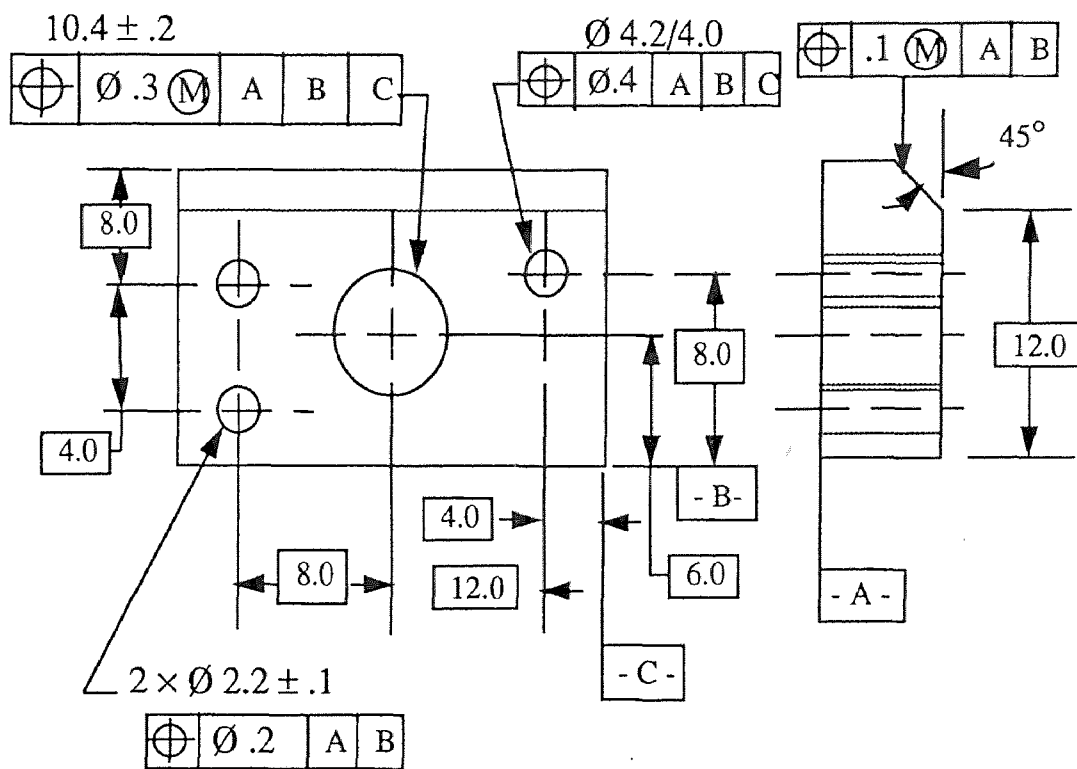 10.4 ± .2
⌖ Ø .3 Ⓜ A B C
Ø 4.2/4.0
⌖ Ø.4 A B C
⌖ .1 Ⓜ A B
45°
8.0
8.0
12.0
4.0
- B -
4.0
8.0
12.0
6.0
- A -
- C -
2 × Ø 2.2 ± .1
⌖ Ø .2 A B